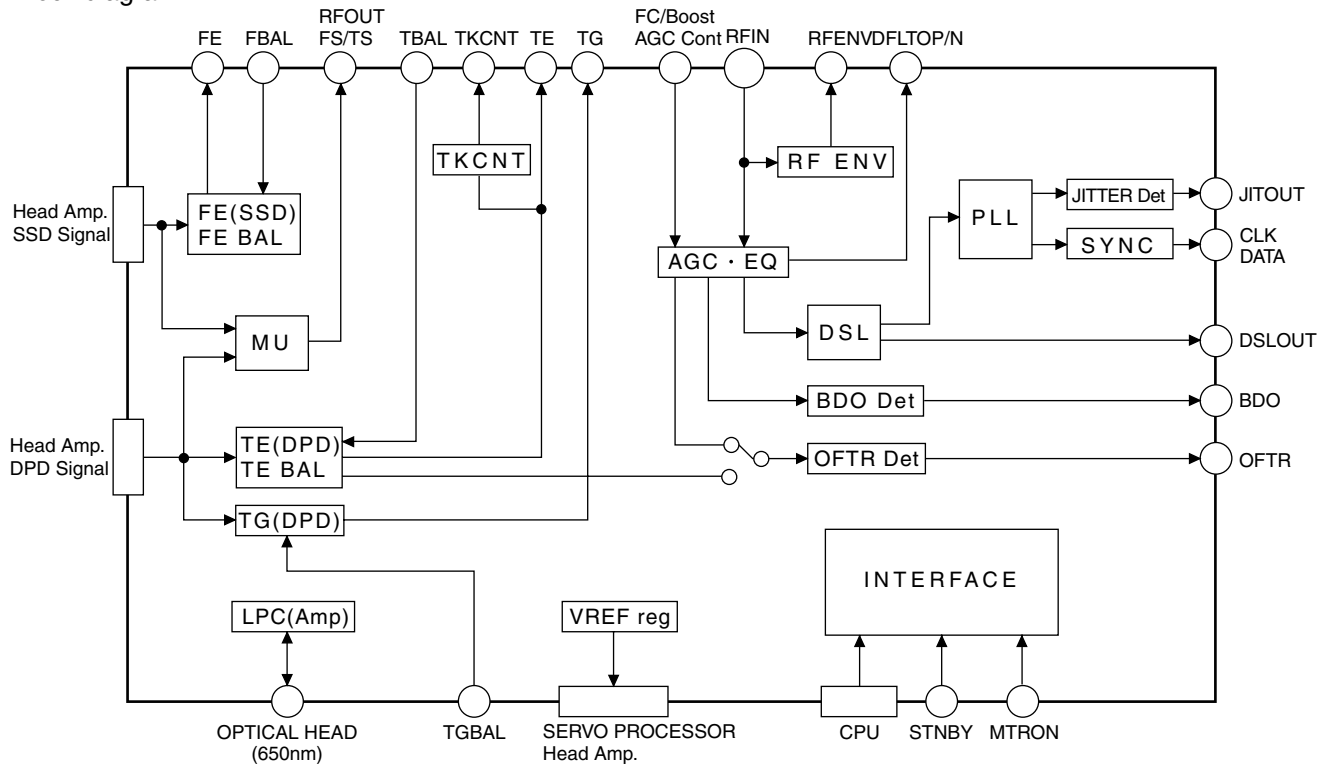 RFOUT
FC/Boost
FE
FBAL
FS/TS
TBAL
TKCNT
TE
TG
AGC Cont
RFIN
RFENV
DFLTOP/N
TKCNT
RF ENV
Head Amp.
SSD Signal
FE(SSD)
FE BAL
PLL
JITTER Det
JITOUT
SYNC
CLK
DATA
AGC · EQ
MU
DSL
DSLOUT
BDO Det
BDO
Head Amp.
DPD Signal
TE(DPD)
TE BAL
OFTR Det
OFTR
TG(DPD)
INTERFACE
LPC(Amp)
VREF reg
OPTICAL HEAD
(650nm)
TGBAL
SERVO PROCESSOR
Head Amp.
CPU
STNBY
MTRON